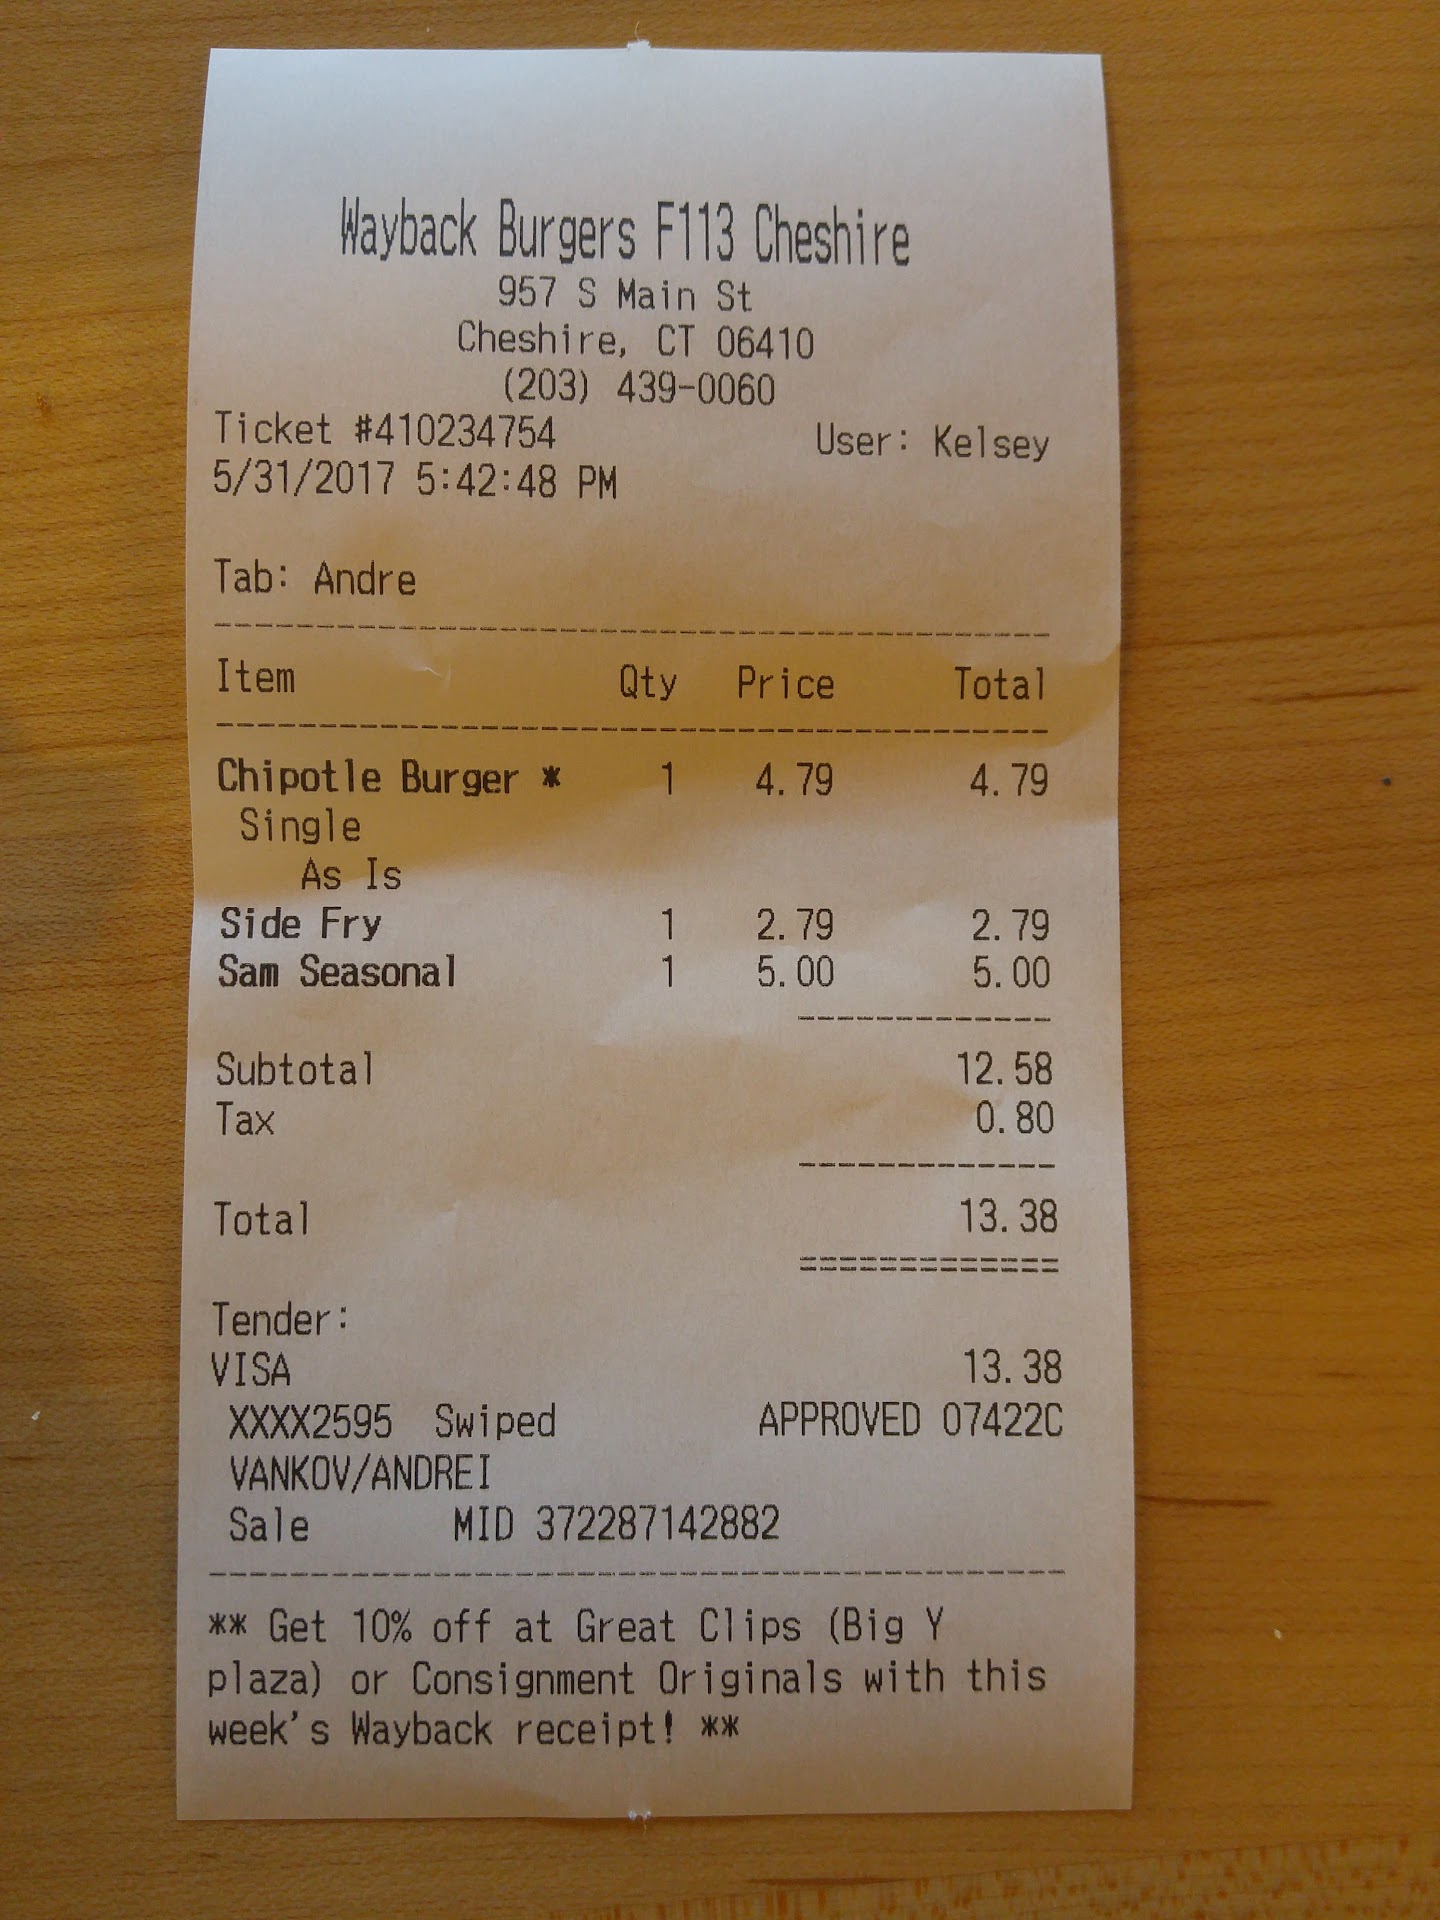 Wayback Burgers F113 Cheshire
957 S Main St
Cheshire, CT 06410
(203) 439-0060
Ticket #410234754 User: Kelsey
5/31/2017 5:42:48 PM
Tab: Andre
----------------------------------------
Item Qty Price Total
----------------------------------------
Chipotle Burger * 1 4.79 4.79
Single
As Is
Side Fry 1 2.79 2.79
Sam Seasonal 1 5.00 5.00
-------------
Subtotal 12.58
Tax 0.80
-------------
Total 13.38
=============
Tender:
VISA 13.38
XXXX2595 Swiped APPROVED 07422C
VANKOV/ANDREI
Sale MID 372287142882
----------------------------------------
** Get 10% off at Great Clips (Big Y
plaza) or Consignment Originals with this
week's Wayback receipt! **